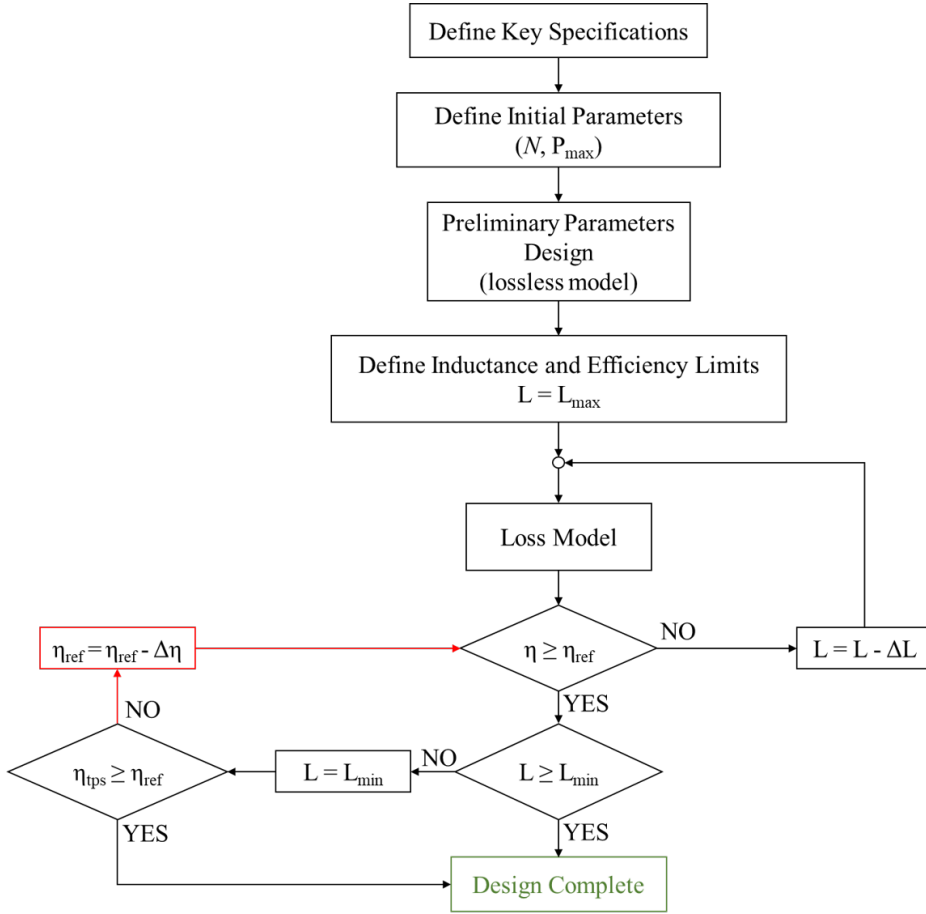 Define Key Specifications
Define Initial Parameters
(N, Pmax)
Preliminary Parameters
Design
(lossless model)
Define Inductance and Efficiency Limits
L = Lmax
Loss Model
ηref = ηref - Δη
η ≥ ηref
NO
L = L - ΔL
YES
NO
ηtps ≥ ηref
L = Lmin
NO
L ≥ Lmin
YES
YES
Design Complete